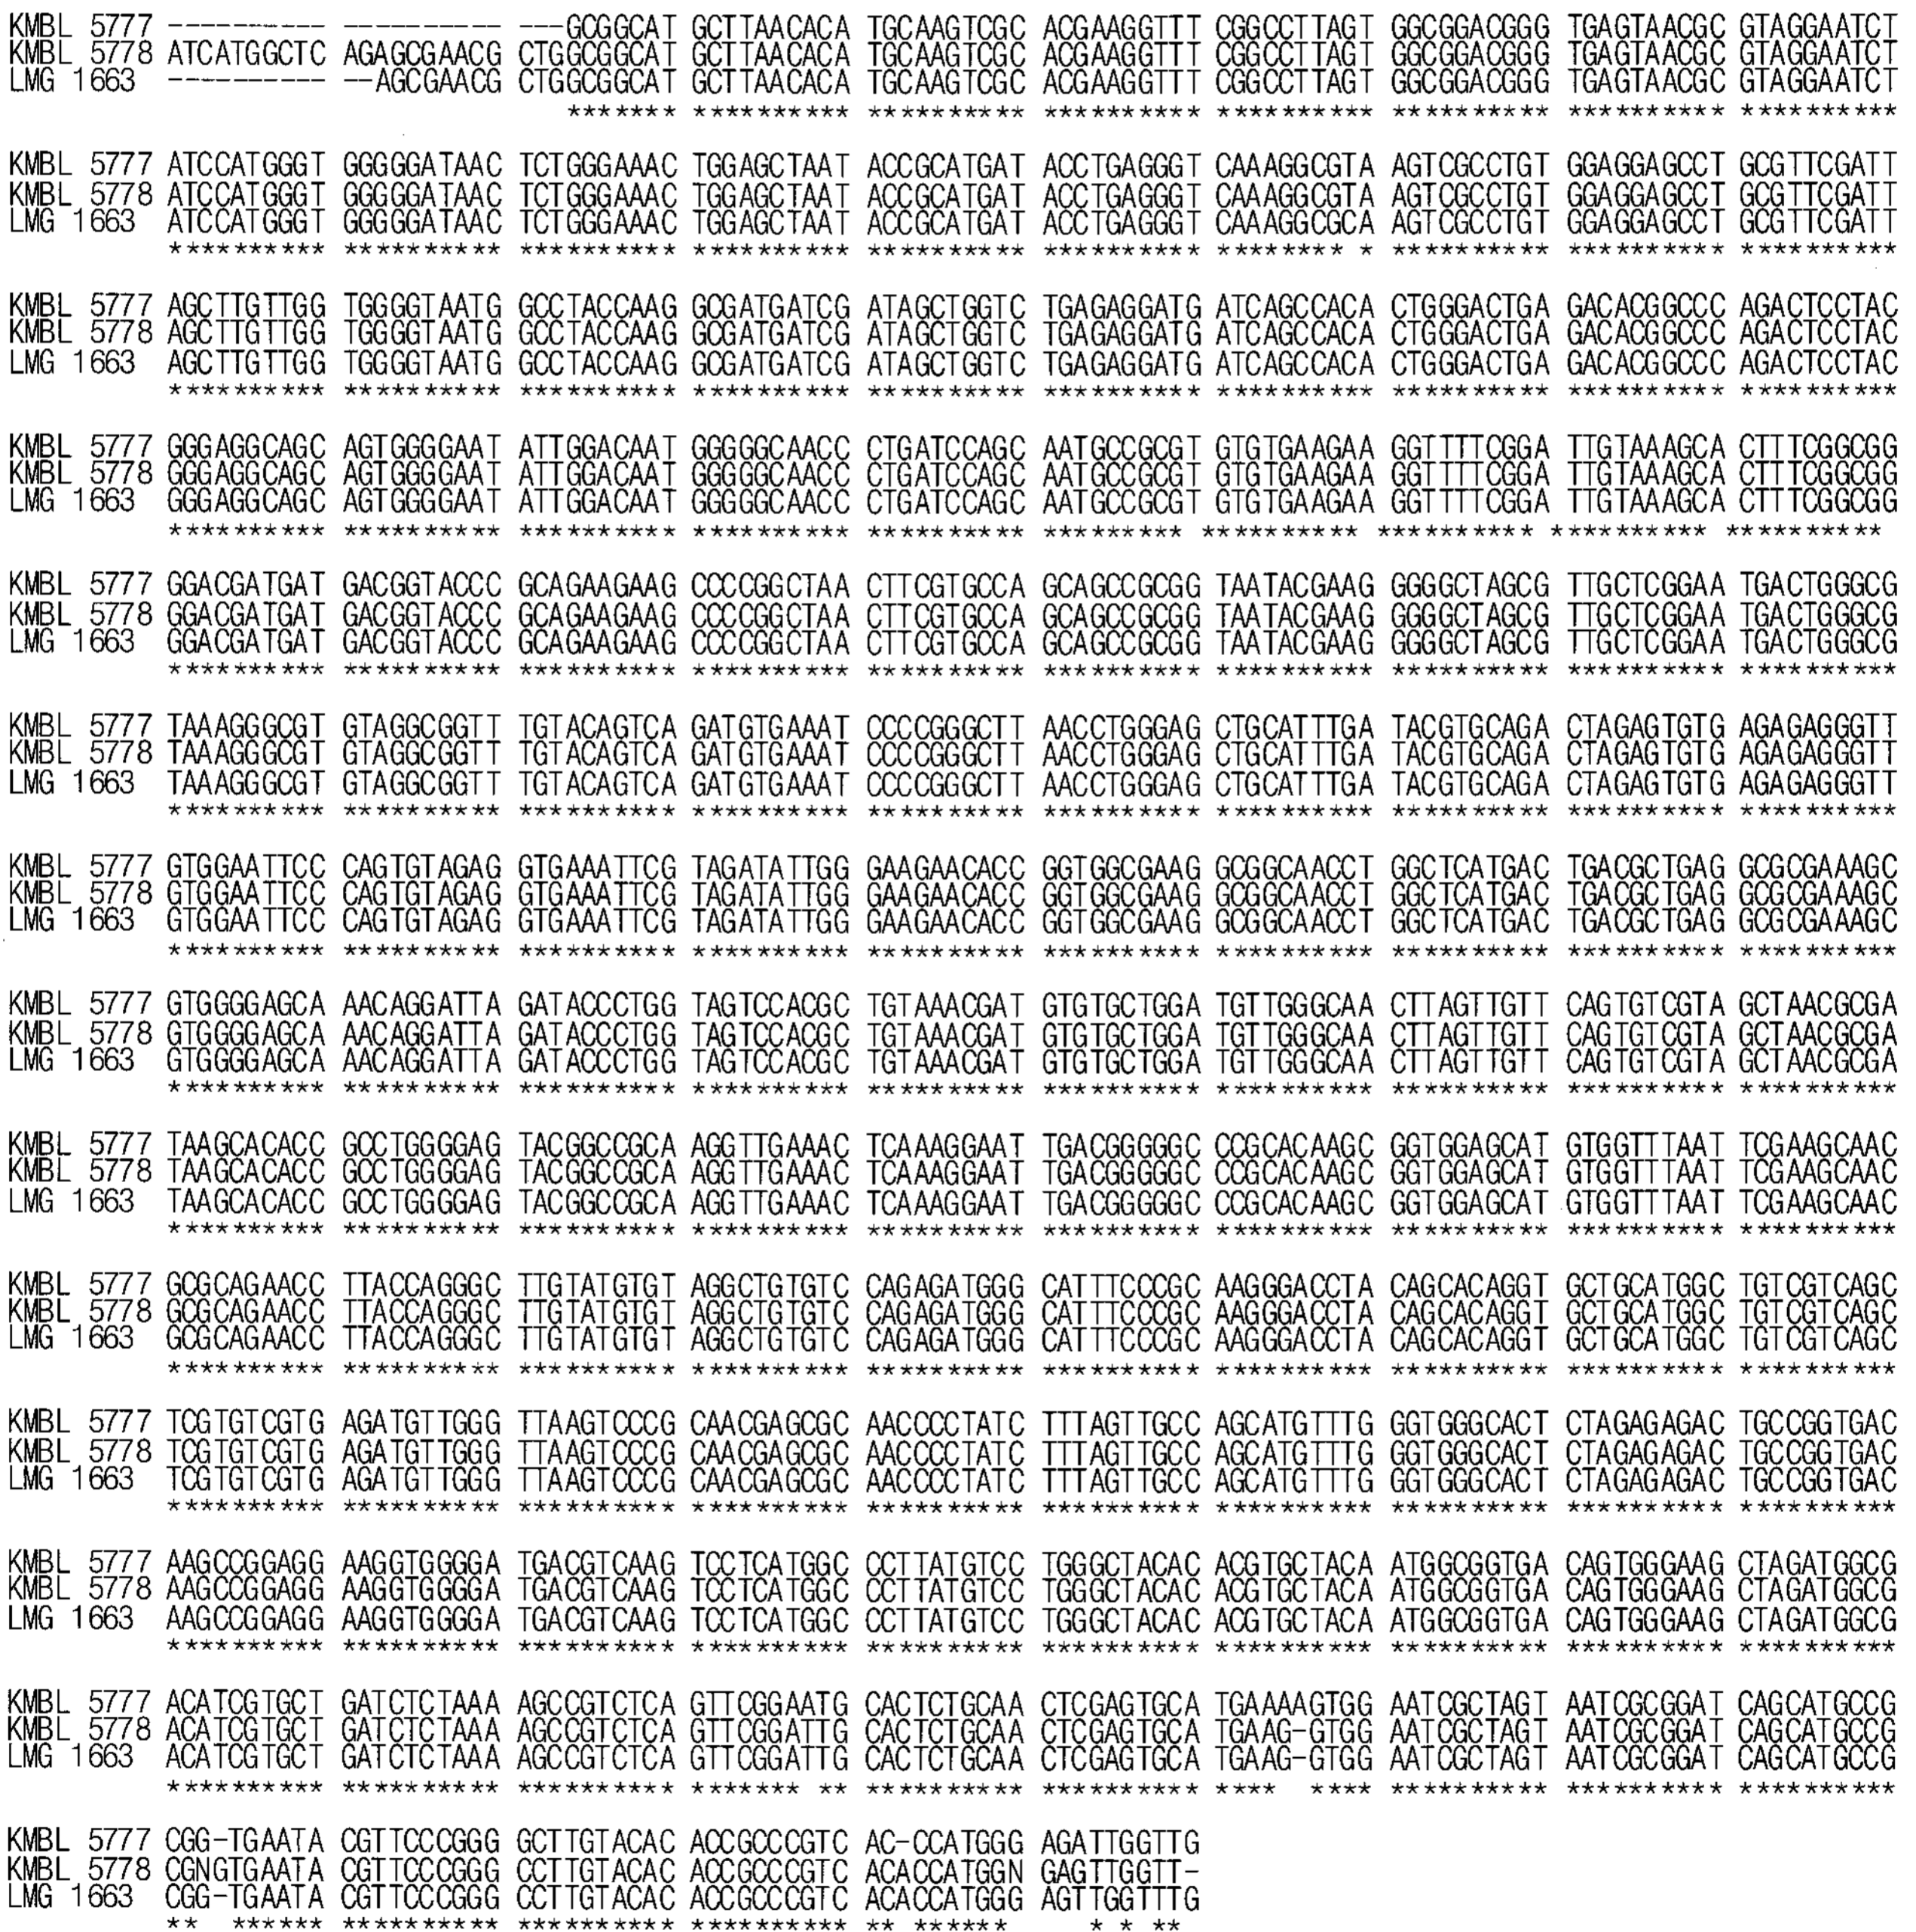 KMBL 5777 ---------- ---------- ---GCGGCAT GCTTAACACA TGCAAGTCGC ACGAAGGTTT CGGCCTTAGT GGCGGACGGG TGAGTAACGC GTAGGAATCT
KMBL 5778 ATCATGGCTC AGAGCGAACG CTGGCGGCAT GCTTAACACA TGCAAGTCGC ACGAAGGTTT CGGCCTTAGT GGCGGACGGG TGAGTAACGC GTAGGAATCT
LMG 1663 ---------- --AGCGAACG CTGGCGGCAT GCTTAACACA TGCAAGTCGC ACGAAGGTTT CGGCCTTAGT GGCGGACGGG TGAGTAACGC GTAGGAATCT
******* ********** ********** ********** ********** ********** ********** **********
KMBL 5777 ATCCATGGGT GGGGGATAAC TCTGGGAAAC TGGAGCTAAT ACCGCATGAT ACCTGAGGGT CAAAGGCGTA AGTCGCCTGT GGAGGAGCCT GCGTTCGATT
KMBL 5778 ATCCATGGGT GGGGGATAAC TCTGGGAAAC TGGAGCTAAT ACCGCATGAT ACCTGAGGGT CAAAGGCGTA AGTCGCCTGT GGAGGAGCCT GCGTTCGATT
LMG 1663 ATCCATGGGT GGGGGATAAC TCTGGGAAAC TGGAGCTAAT ACCGCATGAT ACCTGAGGGT CAAAGGCGCA AGTCGCCTGT GGAGGAGCCT GCGTTCGATT
********** ********** ********** ********** ********** ********** ******** * ********** ********** **********
KMBL 5777 AGCTTGTTGG TGGGGTAATG GCCTACCAAG GCGATGATCG ATAGCTGGTC TGAGAGGATG ATCAGCCACA CTGGGACTGA GACACGGCCC AGACTCCTAC
KMBL 5778 AGCTTGTTGG TGGGGTAATG GCCTACCAAG GCGATGATCG ATAGCTGGTC TGAGAGGATG ATCAGCCACA CTGGGACTGA GACACGGCCC AGACTCCTAC
LMG 1663 AGCTTGTTGG TGGGGTAATG GCCTACCAAG GCGATGATCG ATAGCTGGTC TGAGAGGATG ATCAGCCACA CTGGGACTGA GACACGGCCC AGACTCCTAC
********** ********** ********** ********** ********** ********** ********** ********** ********** **********
KMBL 5777 GGGAGGCAGC AGTGGGGAAT ATTGGACAAT GGGGGCAACC CTGATCCAGC AATGCCGCGT GTGTGAAGAA GGTTTTCGGA TTGTAAAGCA CTTTCGGCGG
KMBL 5778 GGGAGGCAGC AGTGGGGAAT ATTGGACAAT GGGGGCAACC CTGATCCAGC AATGCCGCGT GTGTGAAGAA GGTTTTCGGA TTGTAAAGCA CTTTCGGCGG
LMG 1663 GGGAGGCAGC AGTGGGGAAT ATTGGACAAT GGGGGCAACC CTGATCCAGC AATGCCGCGT GTGTGAAGAA GGTTTTCGGA TTGTAAAGCA CTTTCGGCGG
********** ********** ********** ********** ********** ********* ********** ********** ********** **********
KMBL 5777 GGACGATGAT GACGGTACCC GCAGAAGAAG CCCCGGCTAA CTTCGTGCCA GCAGCCGCGG TAATACGAAG GGGGCTAGCG TTGCTCGGAA TGACTGGGCG
KMBL 5778 GGACGATGAT GACGGTACCC GCAGAAGAAG CCCCGGCTAA CTTCGTGCCA GCAGCCGCGG TAATACGAAG GGGGCTAGCG TTGCTCGGAA TGACTGGGCG
LMG 1663 GGACGATGAT GACGGTACCC GCAGAAGAAG CCCCGGCTAA CTTCGTGCCA GCAGCCGCGG TAATACGAAG GGGGCTAGCG TTGCTCGGAA TGACTGGGCG
********** ********** ********** ********** ********** ********** ********** ********** ********** **********
KMBL 5777 TAAAGGGCGT GTAGGCGGTT TGTACAGTCA GATGTGAAAT CCCCGGGCTT AACCTGGGAG CTGCATTTGA TACGTGCAGA CTAGAGTGTG AGAGAGGGTT
KMBL 5778 TAAAGGGCGT GTAGGCGGTT TGTACAGTCA GATGTGAAAT CCCCGGGCTT AACCTGGGAG CTGCATTTGA TACGTGCAGA CTAGAGTGTG AGAGAGGGTT
LMG 1663 TAAAGGGCGT GTAGGCGGTT TGTACAGTCA GATGTGAAAT CCCCGGGCTT AACCTGGGAG CTGCATTTGA TACGTGCAGA CTAGAGTGTG AGAGAGGGTT
********** ********** ********** ********** ********** ********** ********** ********** ********** **********
KMBL 5777 GTGGAATTCC CAGTGTAGAG GTGAAATTCG TAGATATTGG GAAGAACACC GGTGGCGAAG GCGGCAACCT GGCTCATGAC TGACGCTGAG GCGCGAAAGC
KMBL 5778 GTGGAATTCC CAGTGTAGAG GTGAAATTCG TAGATATTGG GAAGAACACC GGTGGCGAAG GCGGCAACCT GGCTCATGAC TGACGCTGAG GCGCGAAAGC
LMG 1663 GTGGAATTCC CAGTGTAGAG GTGAAATTCG TAGATATTGG GAAGAACACC GGTGGCGAAG GCGGCAACCT GGCTCATGAC TGACGCTGAG GCGCGAAAGC
********** ********** ********** ********** ********** ********** ********** ********** ********** **********
KMBL 5777 GTGGGGAGCA AACAGGATTA GATACCCTGG TAGTCCACGC TGTAAACGAT GTGTGCTGGA TGTTGGGCAA CTTAGTTGTT CAGTGTCGTA GCTAACGCGA
KMBL 5778 GTGGGGAGCA AACAGGATTA GATACCCTGG TAGTCCACGC TGTAAACGAT GTGTGCTGGA TGTTGGGCAA CTTAGTTGTT CAGTGTCGTA GCTAACGCGA
LMG 1663 GTGGGGAGCA AACAGGATTA GATACCCTGG TAGTCCACGC TGTAAACGAT GTGTGCTGGA TGTTGGGCAA CTTAGTTGTT CAGTGTCGTA GCTAACGCGA
********** ********** ********** ********** ********** ********** ********** ********** ********** **********
KMBL 5777 TAAGCACACC GCCTGGGGAG TACGGCCGCA AGGTTGAAAC TCAAAGGAAT TGACGGGGGC CCGCACAAGC GGTGGAGCAT GTGGTTTAAT TCGAAGCAAC
KMBL 5778 TAAGCACACC GCCTGGGGAG TACGGCCGCA AGGTTGAAAC TCAAAGGAAT TGACGGGGGC CCGCACAAGC GGTGGAGCAT GTGGTTTAAT TCGAAGCAAC
LMG 1663 TAAGCACACC GCCTGGGGAG TACGGCCGCA AGGTTGAAAC TCAAAGGAAT TGACGGGGGC CCGCACAAGC GGTGGAGCAT GTGGTTTAAT TCGAAGCAAC
********** ********** ********** ********** ********** ********** ********** ********** ********** **********
KMBL 5777 GCGCAGAACC TTACCAGGGC TTGTATGTGT AGGCTGTGTC CAGAGATGGG CATTTCCCGC AAGGGACCTA CAGCACAGGT GCTGCATGGC TGTCGTCAGC
KMBL 5778 GCGCAGAACC TTACCAGGGC TTGTATGTGT AGGCTGTGTC CAGAGATGGG CATTTCCCGC AAGGGACCTA CAGCACAGGT GCTGCATGGC TGTCGTCAGC
LMG 1663 GCGCAGAACC TTACCAGGGC TTGTATGTGT AGGCTGTGTC CAGAGATGGG CATTTCCCGC AAGGGACCTA CAGCACAGGT GCTGCATGGC TGTCGTCAGC
********** ********** ********** ********** ********** ********** ********** ********** ********** **********
KMBL 5777 TCGTGTCGTG AGATGTTGGG TTAAGTCCCG CAACGAGCGC AACCCCTATC TTTAGTTGCC AGCATGTTTG GGTGGGCACT CTAGAGAGAC TGCCGGTGAC
KMBL 5778 TCGTGTCGTG AGATGTTGGG TTAAGTCCCG CAACGAGCGC AACCCCTATC TTTAGTTGCC AGCATGTTTG GGTGGGCACT CTAGAGAGAC TGCCGGTGAC
LMG 1663 TCGTGTCGTG AGATGTTGGG TTAAGTCCCG CAACGAGCGC AACCCCTATC TTTAGTTGCC AGCATGTTTG GGTGGGCACT CTAGAGAGAC TGCCGGTGAC
********** ********** ********** ********** ********** ********** ********** ********** ********** **********
KMBL 5777 AAGCCGGAGG AAGGTGGGGA TGACGTCAAG TCCTCATGGC CCTTATGTCC TGGGCTACAC ACGTGCTACA ATGGCGGTGA CAGTGGGAAG CTAGATGGCG
KMBL 5778 AAGCCGGAGG AAGGTGGGGA TGACGTCAAG TCCTCATGGC CCTTATGTCC TGGGCTACAC ACGTGCTACA ATGGCGGTGA CAGTGGGAAG CTAGATGGCG
LMG 1663 AAGCCGGAGG AAGGTGGGGA TGACGTCAAG TCCTCATGGC CCTTATGTCC TGGGCTACAC ACGTGCTACA ATGGCGGTGA CAGTGGGAAG CTAGATGGCG
********** ********** ********** ********** ********** ********** ********** ********** ********** **********
KMBL 5777 ACATCGTGCT GATCTCTAAA AGCCGTCTCA GTTCGGAATG CACTCTGCAA CTCGAGTGCA TGAAAAGTGG AATCGCTAGT AATCGCGGAT CAGCATGCCG
KMBL 5778 ACATCGTGCT GATCTCTAAA AGCCGTCTCA GTTCGGATTG CACTCTGCAA CTCGAGTGCA TGAAG-GTGG AATCGCTAGT AATCGCGGAT CAGCATGCCG
LMG 1663 ACATCGTGCT GATCTCTAAA AGCCGTCTCA GTTCGGATTG CACTCTGCAA CTCGAGTGCA TGAAG-GTGG AATCGCTAGT AATCGCGGAT CAGCATGCCG
********** ********** ********** ******* ** ********** ********** **** **** ********** ********** **********
KMBL 5777 CGG-TGAATA CGTTCCCGGG GCTTGTACAC ACCGCCCGTC AC-CCATGGG AGATTGGTTG
KMBL 5778 CGNGTGAATA CGTTCCCGGG CCTTGTACAC ACCGCCCGTC ACACCATGGN GAGTTGGTT-
LMG 1663 CGG-TGAATA CGTTCCCGGG CCTTGTACAC ACCGCCCGTC ACACCATGGG AGTTGGTTTG
** ****** ********** ********** ********** ** ****** * * **